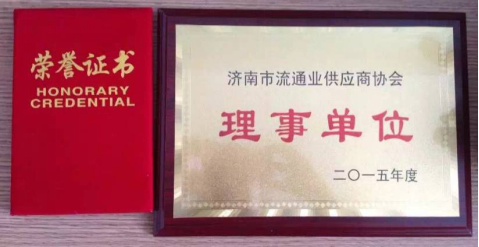 荣誉证书
HONORARY
CREDENTIAL
济南市流通业供应商协会
理事单位
二〇一五年度